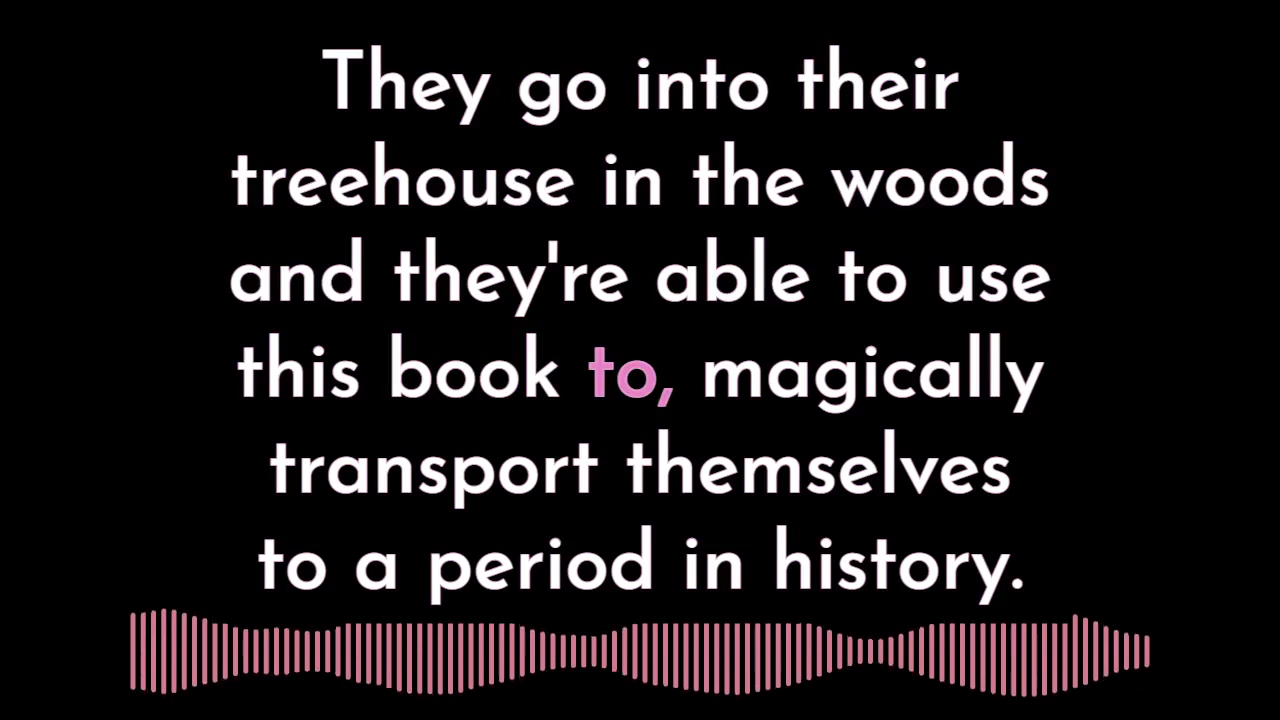 They go into their
treehouse in the woods
and they're able to use
this book to, magically
transport themselves
to a period in history.